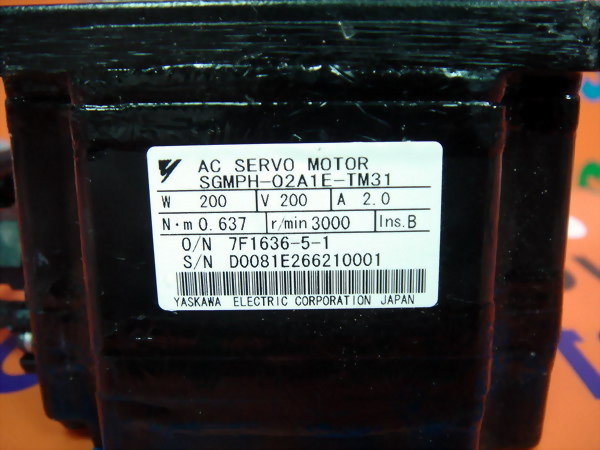 AC SERVO MOTOR
SGMPH-02A1E-TM31
W 200 V 200 A 2.0
N·m 0.637 r/min 3000 Ins.B
O/N 7F1636-5-1
S/N D0081E266210001
YASKAWA ELECTRIC CORPORATION JAPAN